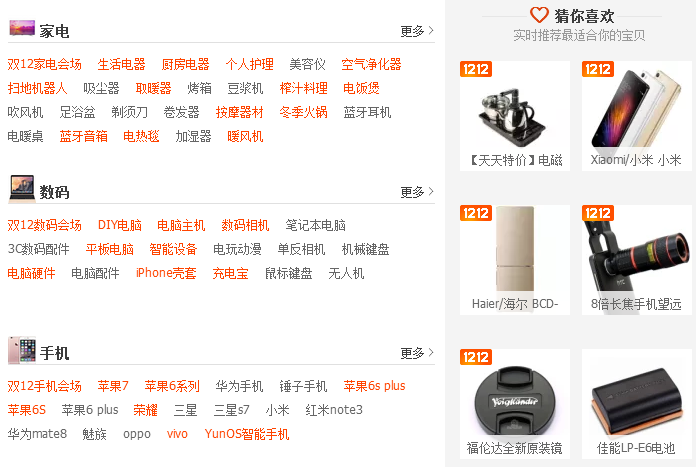 家电 更多
双12家电会场 生活电器 厨房电器 个人护理 美容仪 空气净化器
扫地机器人 吸尘器 取暖器 烤箱 豆浆机 榨汁料理 电饭煲
吹风机 足浴盆 剃须刀 卷发器 按摩器材 冬季火锅 蓝牙耳机
电暖桌 蓝牙音箱 电热毯 加湿器 暖风机
数码 更多
双12数码会场 DIY电脑 电脑主机 数码相机 笔记本电脑
3C数码配件 平板电脑 智能设备 电玩动漫 单反相机 机械键盘
电脑硬件 电脑配件 iPhone壳套 充电宝 鼠标键盘 无人机
手机 更多
双12手机会场 苹果7 苹果6系列 华为手机 锤子手机 苹果6s plus
苹果6S 苹果6 plus 荣耀 三星 三星s7 小米 红米note3
华为mate8 魅族 oppo vivo YunOS智能手机
猜你喜欢
实时推荐最适合你的宝贝
1212 1212
【天天特价】电磁 Xiaomi/小米 小米
1212 1212
hTC
Haier/海尔 BCD- 8倍长焦手机望远
1212
Voigtländer
福伦达全新原装镜 佳能LP-E6电池